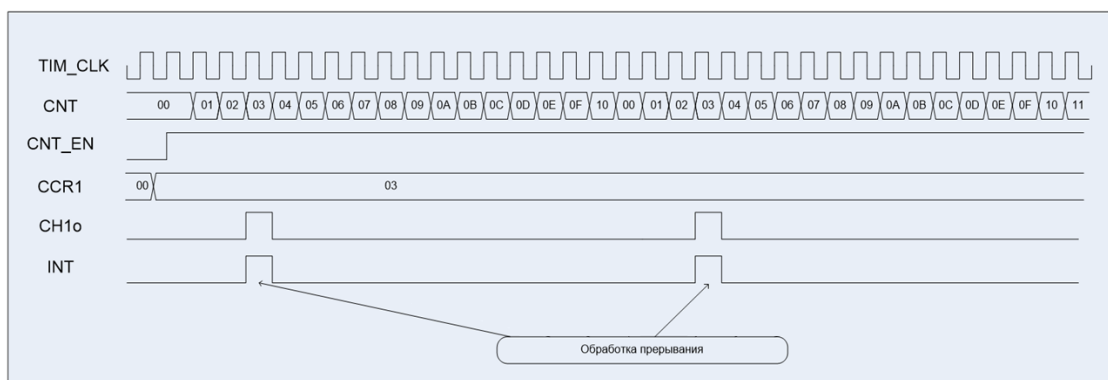 TIM_CLK
CNT 00 01 02 03 04 05 06 07 08 09 0A 0B 0C 0D 0E 0F 10 00 01 02 03 04 05 06 07 08 09 0A 0B 0C 0D 0E 0F 10 11
CNT_EN
CCR1 00 03
CH1o
INT
Обработка прерывания